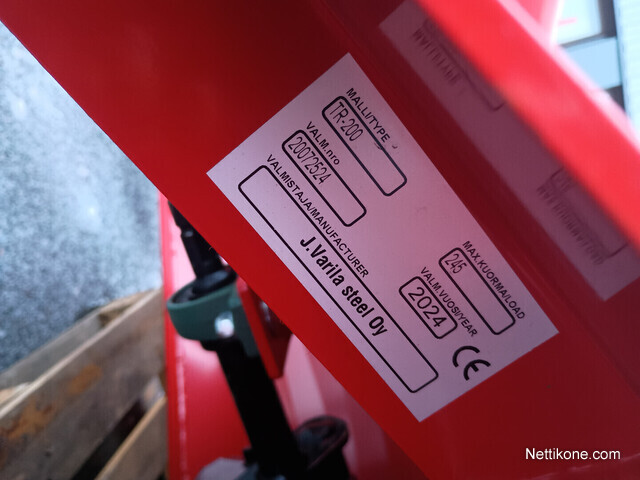 MALLI/TYPE
TR-200
VALM.nro
20072524
VALMISTAJA/MANUFACTURER
J.Varila steel Oy
MAX.KUORMA/LOAD
245
VALM.VUOSI/YEAR
2024
CE
Nettikone.com